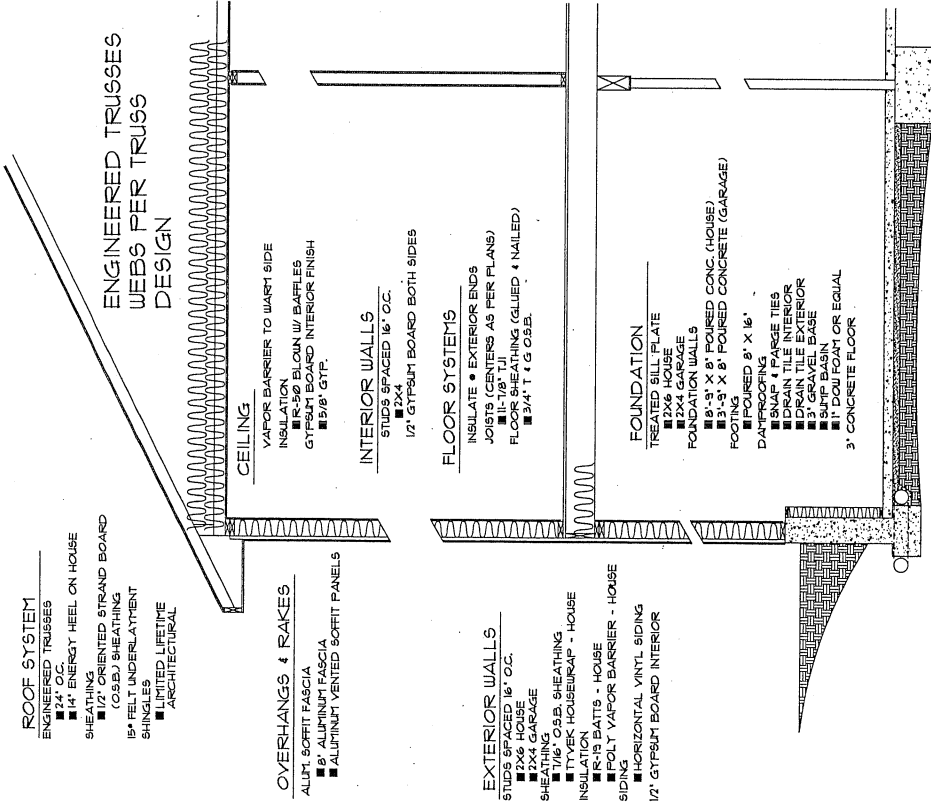 ENGINEERED TRUSSES
WEBS PER TRUSS
DESIGN
ROOF SYSTEM
ENGINEERED TRUSSES
■ 24" O.C.
■ 14" ENERGY HEEL ON HOUSE
SHEATHING
■ 1/2" ORIENTED STRAND BOARD
(O.S.B.) SHEATHING
15# FELT UNDERLAYMENT
SHINGLES
■ LIMITED LIFETIME
ARCHITECTURAL
OVERHANGS & RAKES
ALUM. SOFFIT FASCIA
■ 8" ALUMINUM FASCIA
■ ALUMINUM VENTED SOFFIT PANELS
EXTERIOR WALLS
STUDS SPACED 16" O.C.
■ 2X6 HOUSE
■ 2X4 GARAGE
SHEATHING
■ 7/16" O.S.B. SHEATHING
■ TYVEK HOUSEWRAP - HOUSE
INSULATION
■ R-19 BATTS - HOUSE
■ POLY VAPOR BARRIER - HOUSE
SIDING
■ HORIZONTAL VINYL SIDING
1/2" GYPSUM BOARD INTERIOR
CEILING
VAPOR BARRIER TO WARM SIDE
INSULATION
■ R-50 BLOWN W/ BAFFLES
GYPSUM BOARD INTERIOR FINISH
■ 5/8" GYP.
INTERIOR WALLS
STUDS SPACED 16" O.C.
■ 2X4
1/2" GYPSUM BOARD BOTH SIDES
FLOOR SYSTEMS
INSULATE @ EXTERIOR ENDS
JOISTS (CENTERS AS PER PLANS)
■ 11-7/8" TJI
FLOOR SHEATHING (GLUED & NAILED)
■ 3/4" T & G O.S.B.
FOUNDATION
TREATED SILL PLATE
■ 2X6 HOUSE
■ 2X4 GARAGE
FOUNDATION WALLS
■ 8'-9" X 8" POURED CONC. (HOUSE)
■ 3'-9" X 8" POURED CONCRETE (GARAGE)
FOOTING
■ POURED 8" X 16"
DAMPROOFING
■ SNAP & PARGE TIES
■ DRAIN TILE INTERIOR
■ DRAIN TILE EXTERIOR
■ 3" GRAVEL BASE
■ SUMP BASIN
■ 1" DOW FOAM OR EQUAL
3" CONCRETE FLOOR